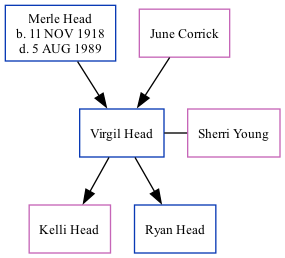 Merle Head
b. 11 NOV 1918
d. 5 AUG 1989
June Corrick
Virgil Head
Sherri Young
Kelli Head
Ryan Head